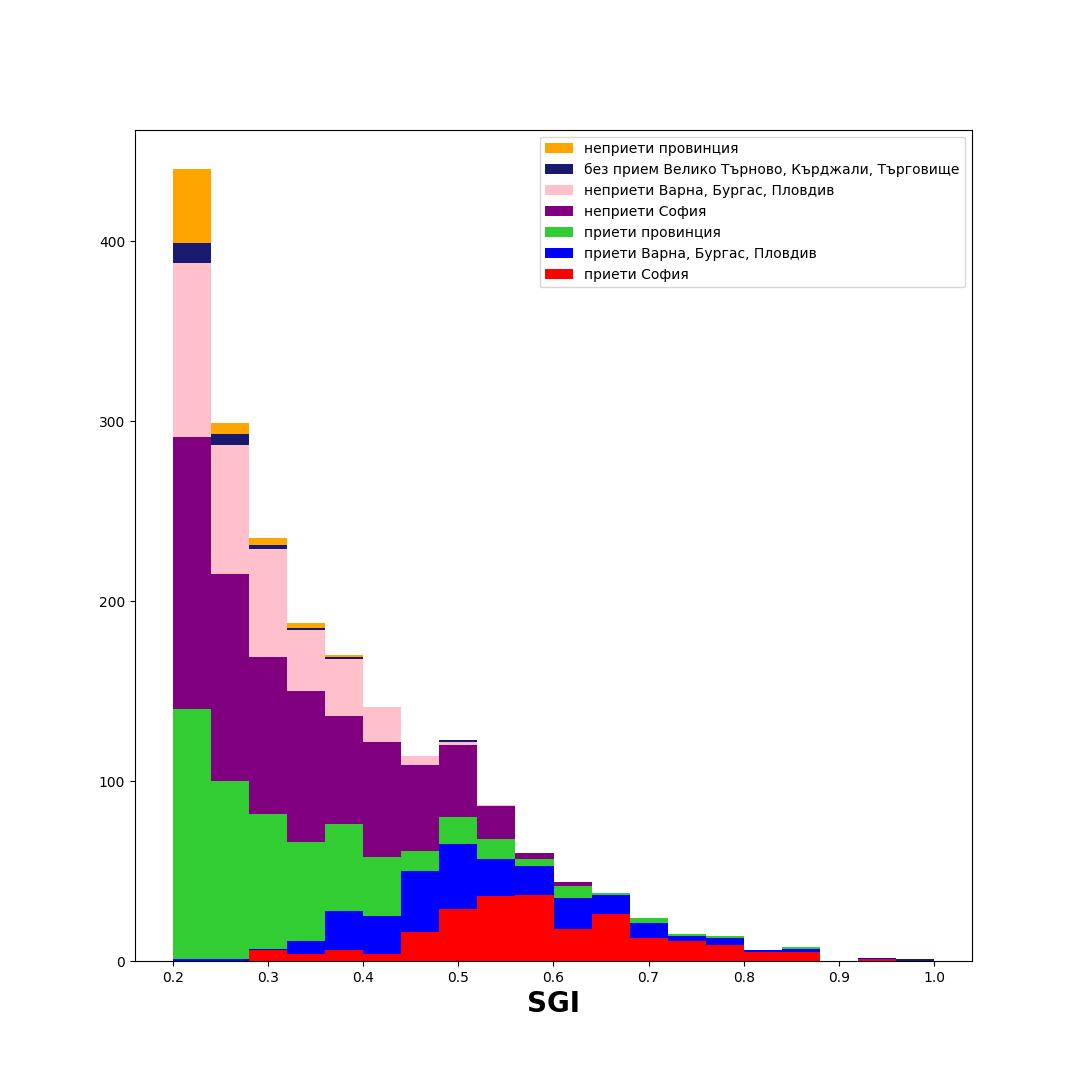 неприети провинция
без прием Велико Търново, Кърджали, Търговище
неприети Варна, Бургас, Пловдив
неприети София
приети провинция
приети Варна, Бургас, Пловдив
приети София
400
300
200
100
0
0.2 0.3 0.4 0.5 0.6 0.7 0.8 0.9 1.0
SGI